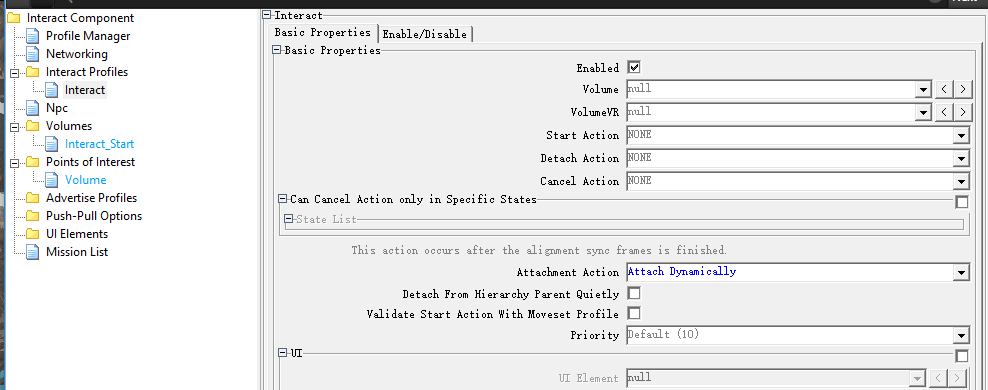 Interact Component
Profile Manager
Networking
Interact Profiles
Interact
Npc
Volumes
Interact_Start
Points of Interest
Volume
Advertise Profiles
Push-Pull Options
UI Elements
Mission List
Interact
Basic Properties Enable/Disable
Basic Properties
Enabled
Volume null < >
VolumeVR null < >
Start Action NONE
Detach Action NONE
Cancel Action NONE
Can Cancel Action only in Specific States
State List
This action occurs after the alignment sync frames is finished.
Attachment Action Attach Dynamically
Detach From Hierarchy Parent Quietly
Validate Start Action With Moveset Profile
Priority Default (10)
UI
UI Element null < >